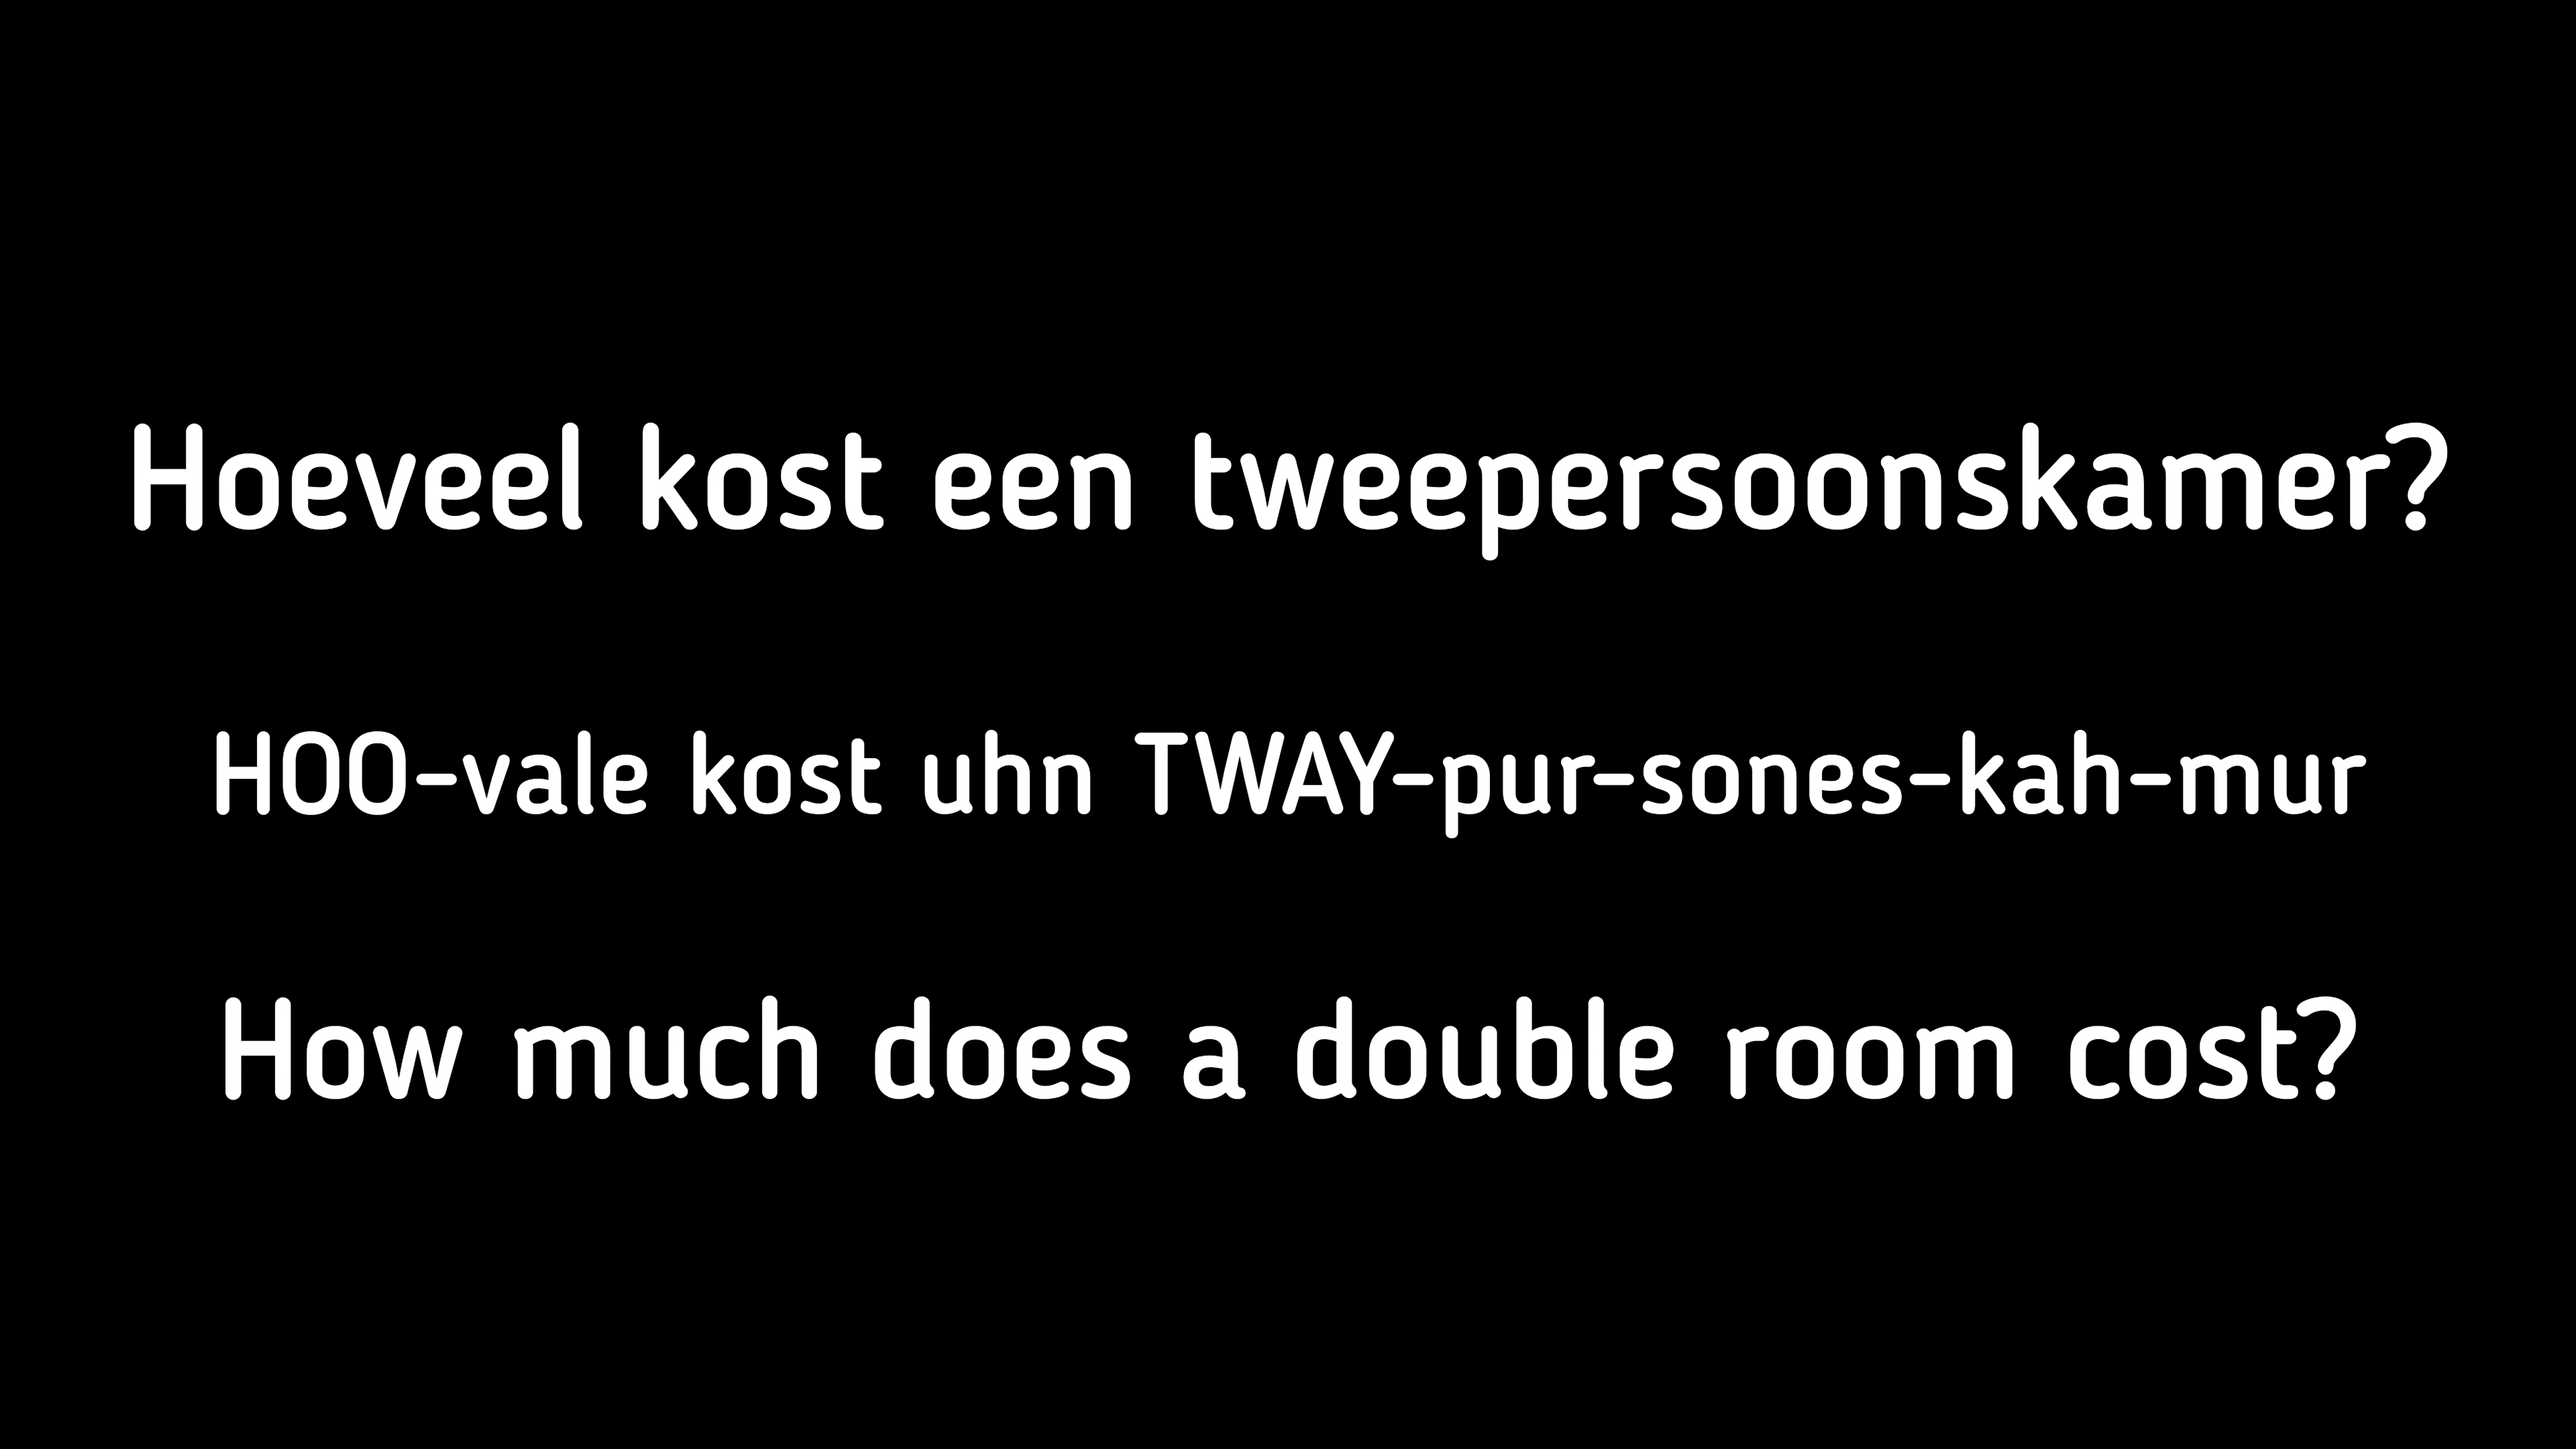 Hoeveel kost een tweepersoonskamer?
HOO-vale kost uhn TWAY-pur-sones-kah-mur
How much does a double room cost?